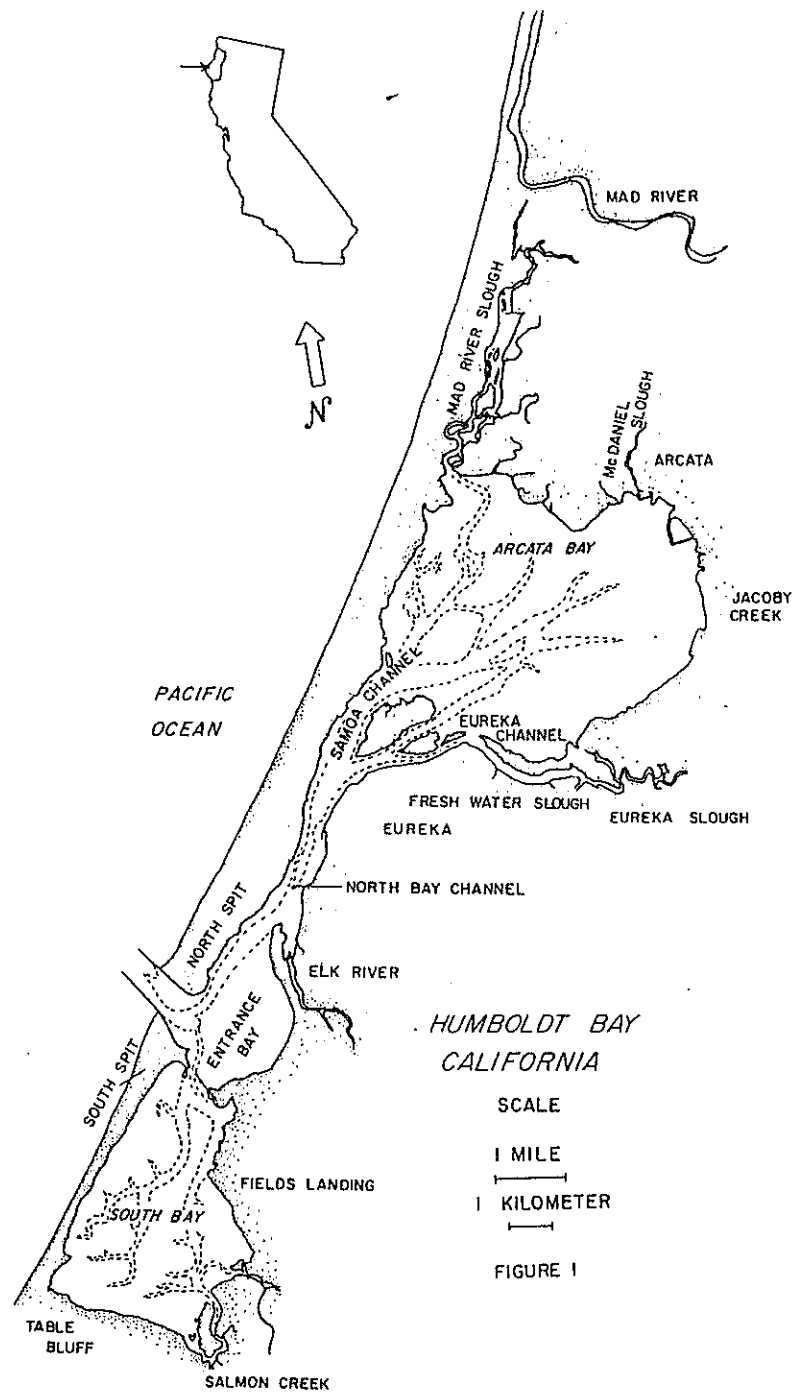 MAD RIVER
N
MAD RIVER SLOUGH
McDANIEL
SLOUGH
ARCATA
ARCATA BAY
JACOBY
CREEK
PACIFIC
OCEAN
SAMOA CHANNEL
EUREKA
CHANNEL
FRESH WATER SLOUGH
EUREKA SLOUGH
EUREKA
NORTH BAY CHANNEL
NORTH SPIT
ELK RIVER
ENTRANCE
BAY
HUMBOLDT BAY
CALIFORNIA
SOUTH SPIT
SCALE
1 MILE
1 KILOMETER
FIELDS LANDING
SOUTH BAY
FIGURE 1
TABLE
BLUFF
SALMON CREEK